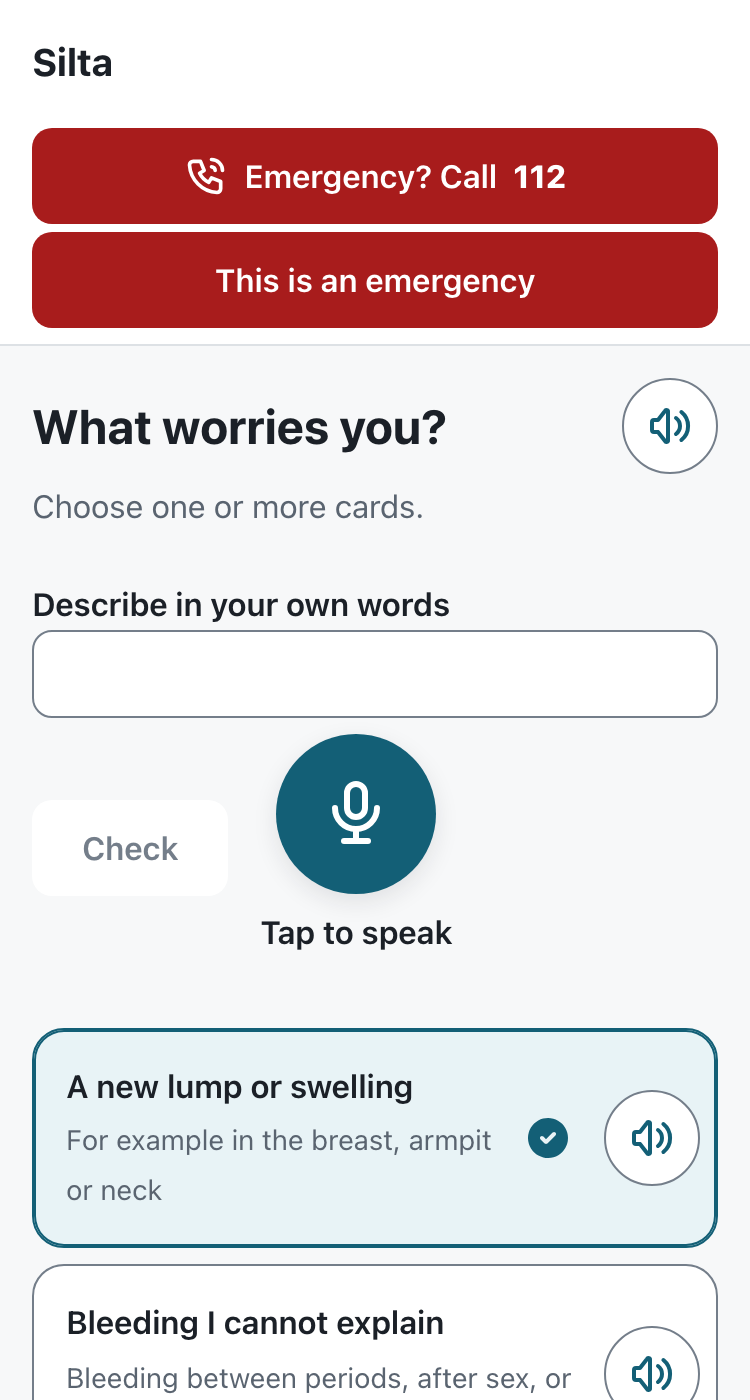 Silta
Emergency? Call 112
This is an emergency
What worries you?
Choose one or more cards.
Describe in your own words
Check
Tap to speak
A new lump or swelling
For example in the breast, armpit
or neck
Bleeding I cannot explain
Bleeding between periods, after sex, or